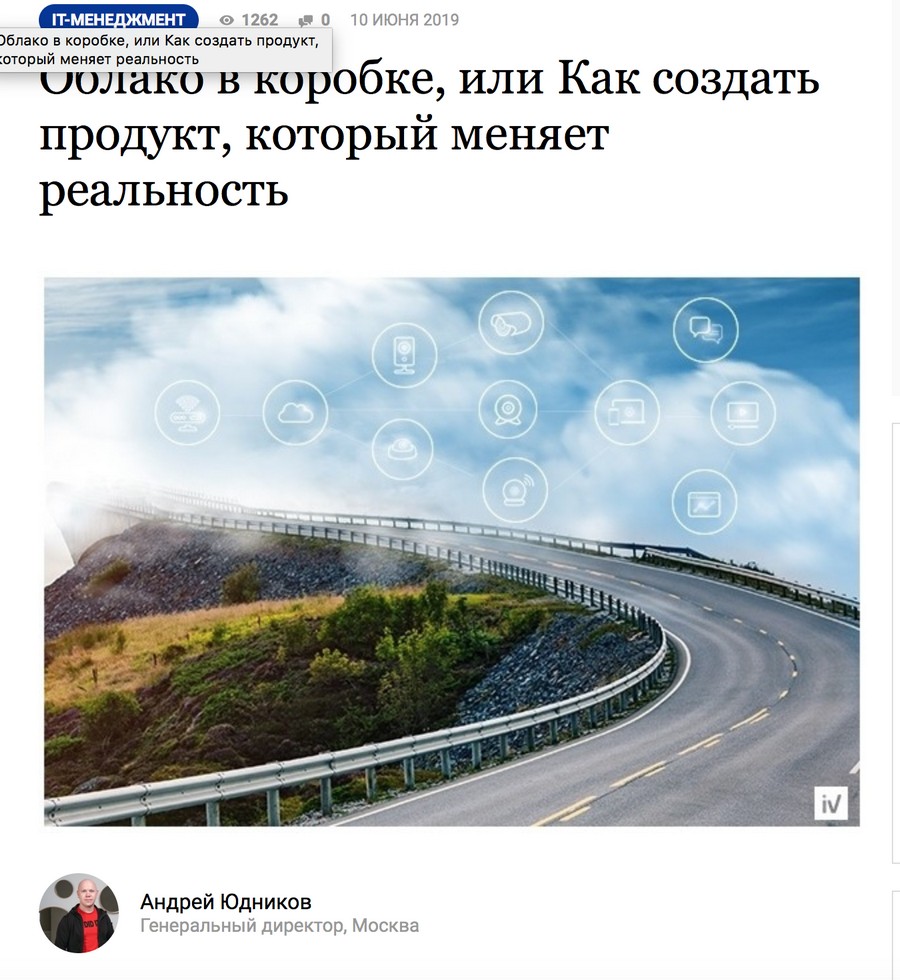 IT-МЕНЕДЖМЕНТ 1262 0 10 ИЮНЯ 2019
Облако в коробке, или Как создать продукт,
который меняет реальность
Облако в коробке, или Как создать
продукт, который меняет
реальность
iV
Андрей Юдников
Генеральный директор, Москва